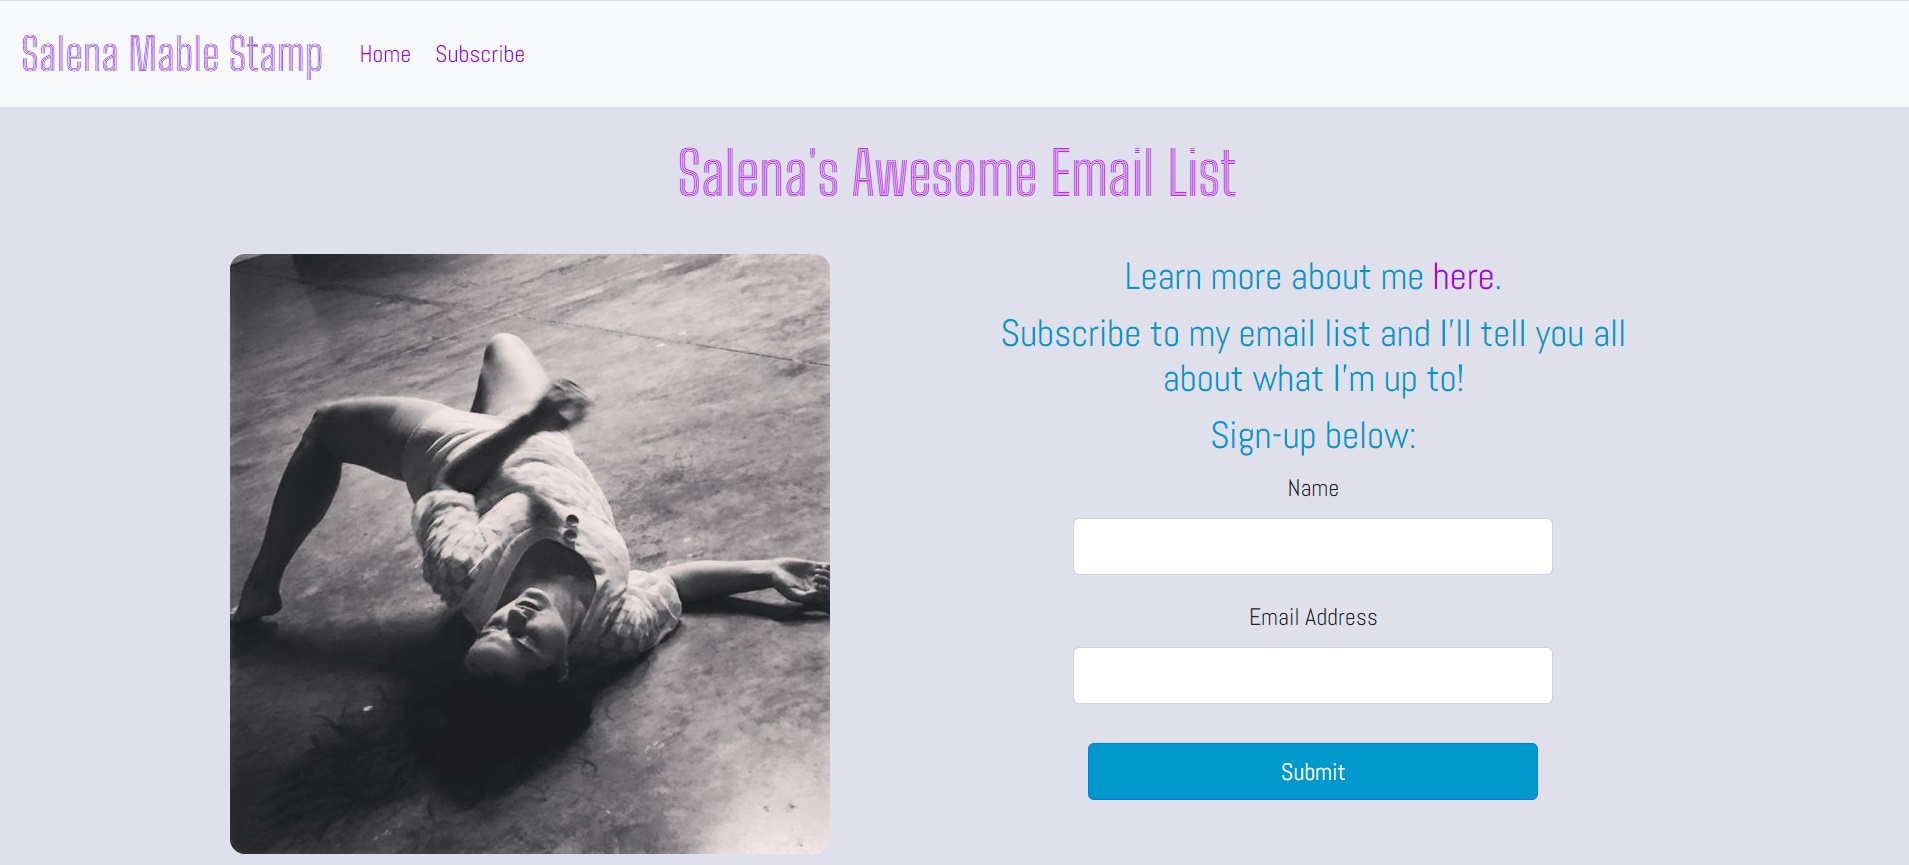 Salena Mable Stamp
Home
Subscribe
Salena's Awesome Email List
Learn more about me here.
Subscribe to my email list and I'll tell you all
about what I'm up to!
Sign-up below:
Name
Email Address
Submit